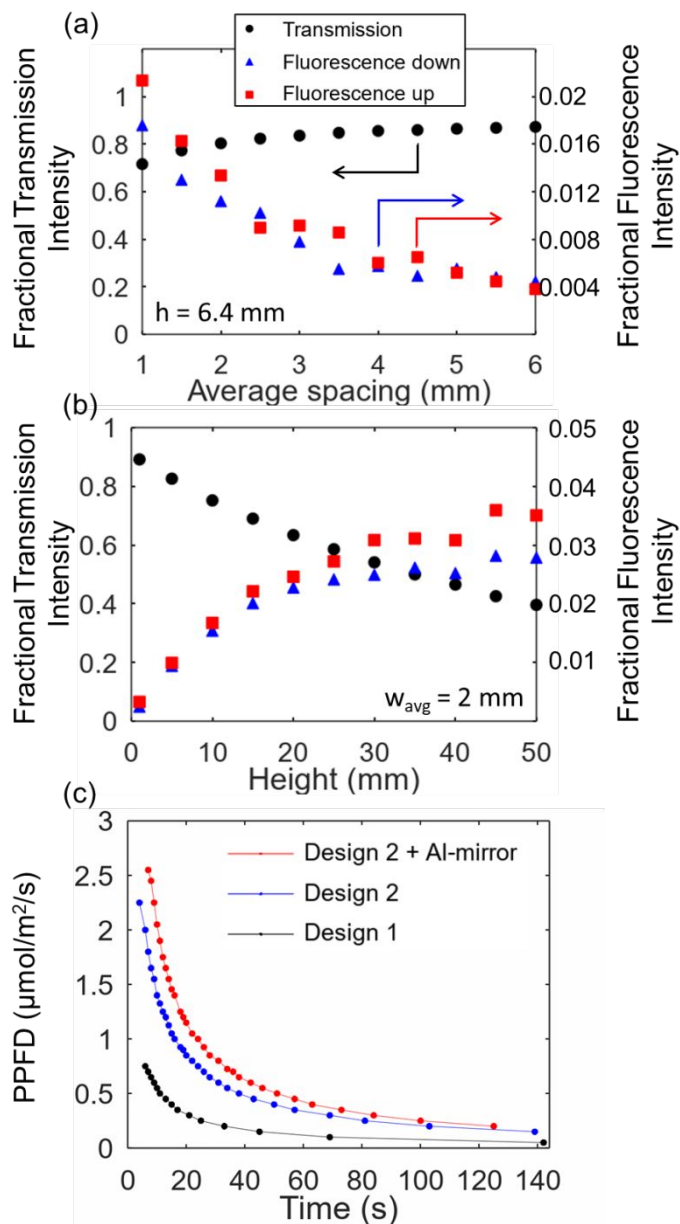 (a)
Transmission
Fluorescence down
Fluorescence up
Fractional Transmission
Intensity
1
0.8
0.6
0.4
0.2
0
0.02
0.016
0.012
0.008
0.004
Fractional Fluorescence
Intensity
h = 6.4 mm
1 2 3 4 5 6
Average spacing (mm)
(b)
Fractional Transmission
Intensity
1
0.8
0.6
0.4
0.2
0
0.05
0.04
0.03
0.02
0.01
Fractional Fluorescence
Intensity
wavg = 2 mm
0 10 20 30 40 50
Height (mm)
(c)
PPFD (µmol/m²/s)
3
2.5
2
1.5
1
0.5
0
Design 2 + Al-mirror
Design 2
Design 1
0 20 40 60 80 100 120 140
Time (s)